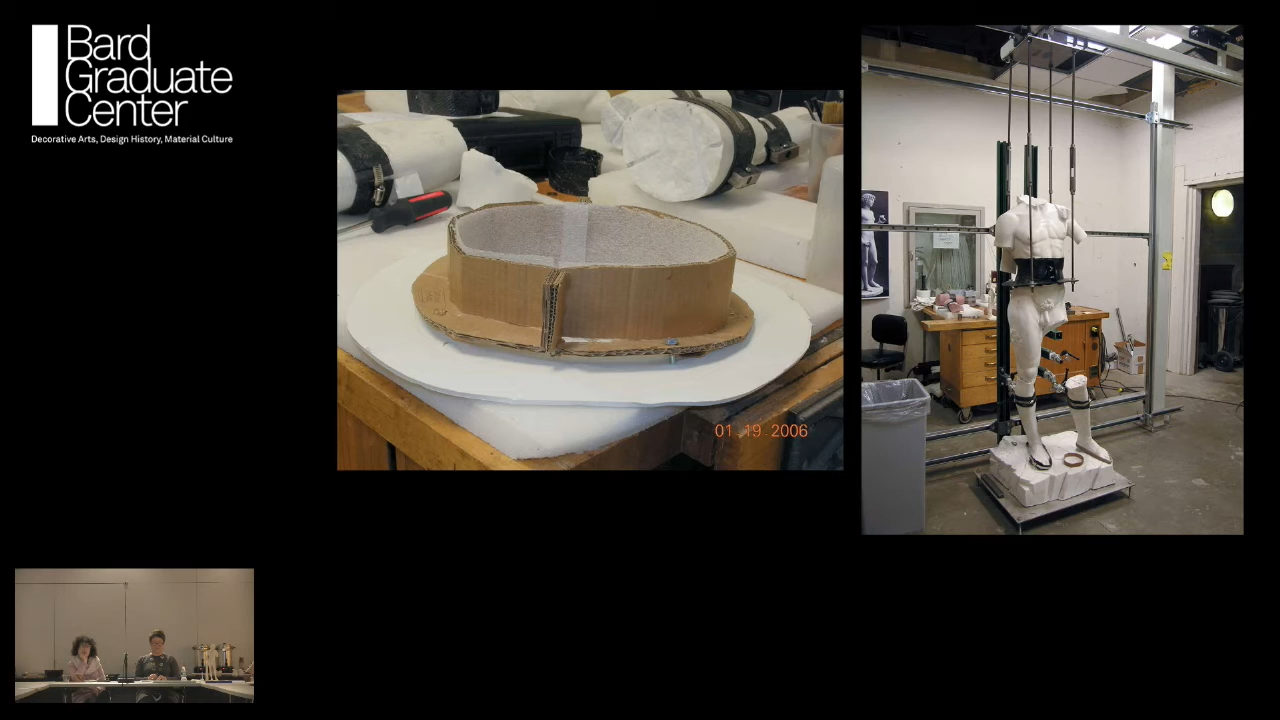 Bard
Graduate
Center
Decorative Arts, Design History, Material Culture
01.19.2006